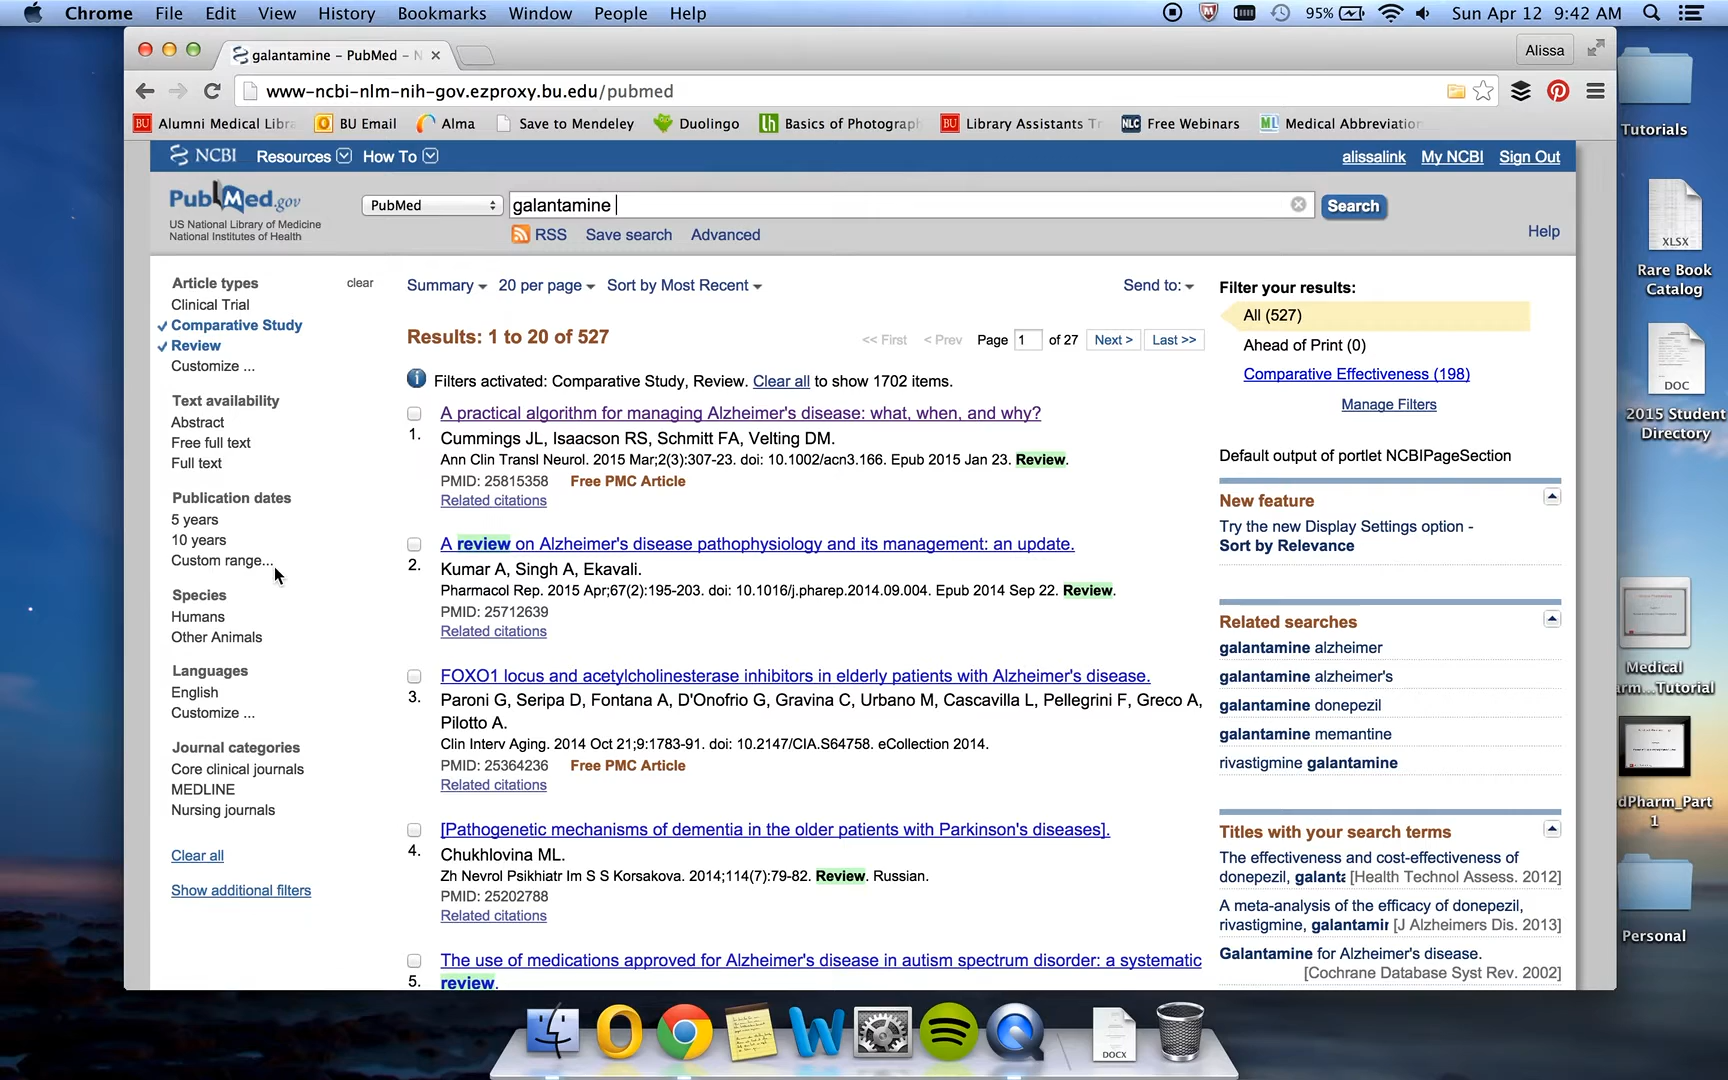 Chrome File Edit View History Bookmarks Window People Help 95% Sun Apr 12 9:42 AM
galantamine - PubMed - N
Alissa
www-ncbi-nlm-nih-gov.ezproxy.bu.edu/pubmed
BU Alumni Medical Libra BU Email Alma Save to Mendeley Duolingo lh Basics of Photograph BU Library Assistants Tr NLC Free Webinars ML Medical Abbreviation
NCBI Resources How To alissalink My NCBI Sign Out
PubMed.gov
US National Library of Medicine
National Institutes of Health
PubMed galantamine Search
RSS Save search Advanced
Help
Article types clear
Clinical Trial
Comparative Study
Review
Customize ...
Text availability
Abstract
Free full text
Full text
Publication dates
5 years
10 years
Custom range...
Species
Humans
Other Animals
Languages
English
Customize ...
Journal categories
Core clinical journals
MEDLINE
Nursing journals
Clear all
Show additional filters
Summary 20 per page Sort by Most Recent Send to:
Results: 1 to 20 of 527
<< First < Prev Page 1 of 27 Next > Last >>
Filters activated: Comparative Study, Review. Clear all to show 1702 items.
A practical algorithm for managing Alzheimer's disease: what, when, and why?
1. Cummings JL, Isaacson RS, Schmitt FA, Velting DM.
Ann Clin Transl Neurol. 2015 Mar;2(3):307-23. doi: 10.1002/acn3.166. Epub 2015 Jan 23. Review.
PMID: 25815358 Free PMC Article
Related citations
A review on Alzheimer's disease pathophysiology and its management: an update.
2. Kumar A, Singh A, Ekavali.
Pharmacol Rep. 2015 Apr;67(2):195-203. doi: 10.1016/j.pharep.2014.09.004. Epub 2014 Sep 22. Review.
PMID: 25712639
Related citations
FOXO1 locus and acetylcholinesterase inhibitors in elderly patients with Alzheimer's disease.
3. Paroni G, Seripa D, Fontana A, D'Onofrio G, Gravina C, Urbano M, Cascavilla L, Pellegrini F, Greco A,
Pilotto A.
Clin Interv Aging. 2014 Oct 21;9:1783-91. doi: 10.2147/CIA.S64758. eCollection 2014.
PMID: 25364236 Free PMC Article
Related citations
[Pathogenetic mechanisms of dementia in the older patients with Parkinson's diseases].
4. Chukhlovina ML.
Zh Nevrol Psikhiatr Im S S Korsakova. 2014;114(7):79-82. Review. Russian.
PMID: 25202788
Related citations
The use of medications approved for Alzheimer's disease in autism spectrum disorder: a systematic
5. review.
Filter your results:
All (527)
Ahead of Print (0)
Comparative Effectiveness (198)
Manage Filters
Default output of portlet NCBIPageSection
New feature
Try the new Display Settings option -
Sort by Relevance
Related searches
galantamine alzheimer
galantamine alzheimer's
galantamine donepezil
galantamine memantine
rivastigmine galantamine
Titles with your search terms
The effectiveness and cost-effectiveness of
donepezil, galanta [Health Technol Assess. 2012]
A meta-analysis of the efficacy of donepezil,
rivastigmine, galantamir [J Alzheimers Dis. 2013]
Galantamine for Alzheimer's disease.
[Cochrane Database Syst Rev. 2002]
Tutorials
XLSX
Rare Book
Catalog
DOC
2015 Student
Directory
Medical
arm...Tutorial
dPharm_Part
1
Personal
DOCX